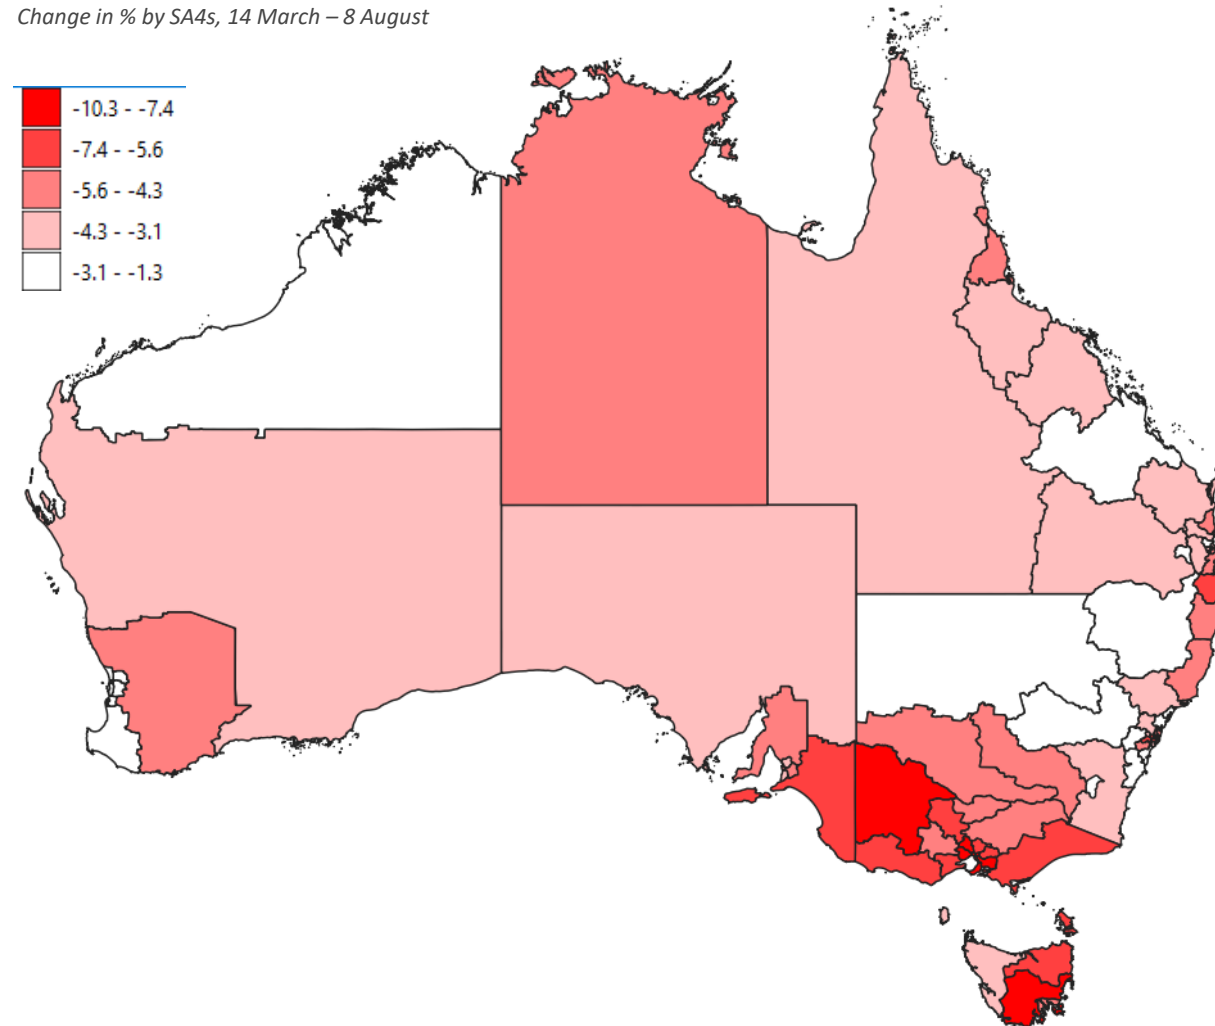 Change in % by SA4s, 14 March – 8 August
-10.3 - -7.4
-7.4 - -5.6
-5.6 - -4.3
-4.3 - -3.1
-3.1 - -1.3